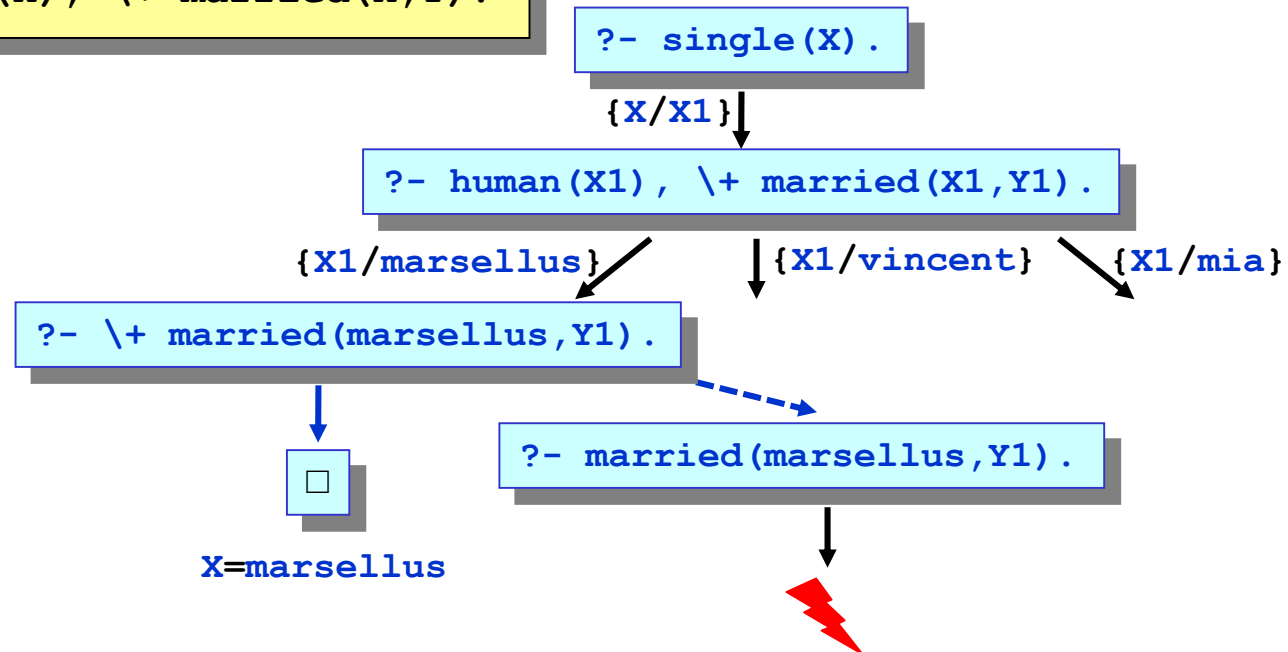 \+ married(X,Y).
?- single(X).
{X/X1}
?- human(X1), \+ married(X1,Y1).
{X1/marsellus}
{X1/vincent}
{X1/mia}
?- \+ married(marsellus,Y1).
?- married(marsellus,Y1).
□
X=marsellus